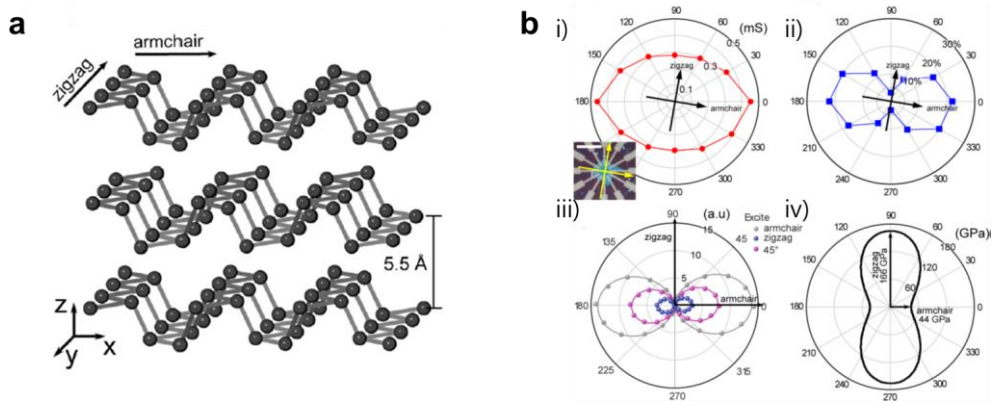 a
zigzag
armchair
5.5 Å
z
y
x
b
i)
(mS)
90
120
60
150
30
180
0
210
330
240
300
270
0.5
0.3
0.1
zigzag
armchair
ii)
90
120
60
150
30
180
0
210
330
240
300
270
30%
20%
10%
zigzag
armchair
iii)
(a.u)
90
135
45
180
0
225
315
270
15
10
5
0
zigzag
armchair
Excite
armchair
zigzag
45°
iv)
(GPa)
90
120
60
150
30
180
0
210
330
240
300
270
180
120
60
zigzag
166 GPa
armchair
44 GPa